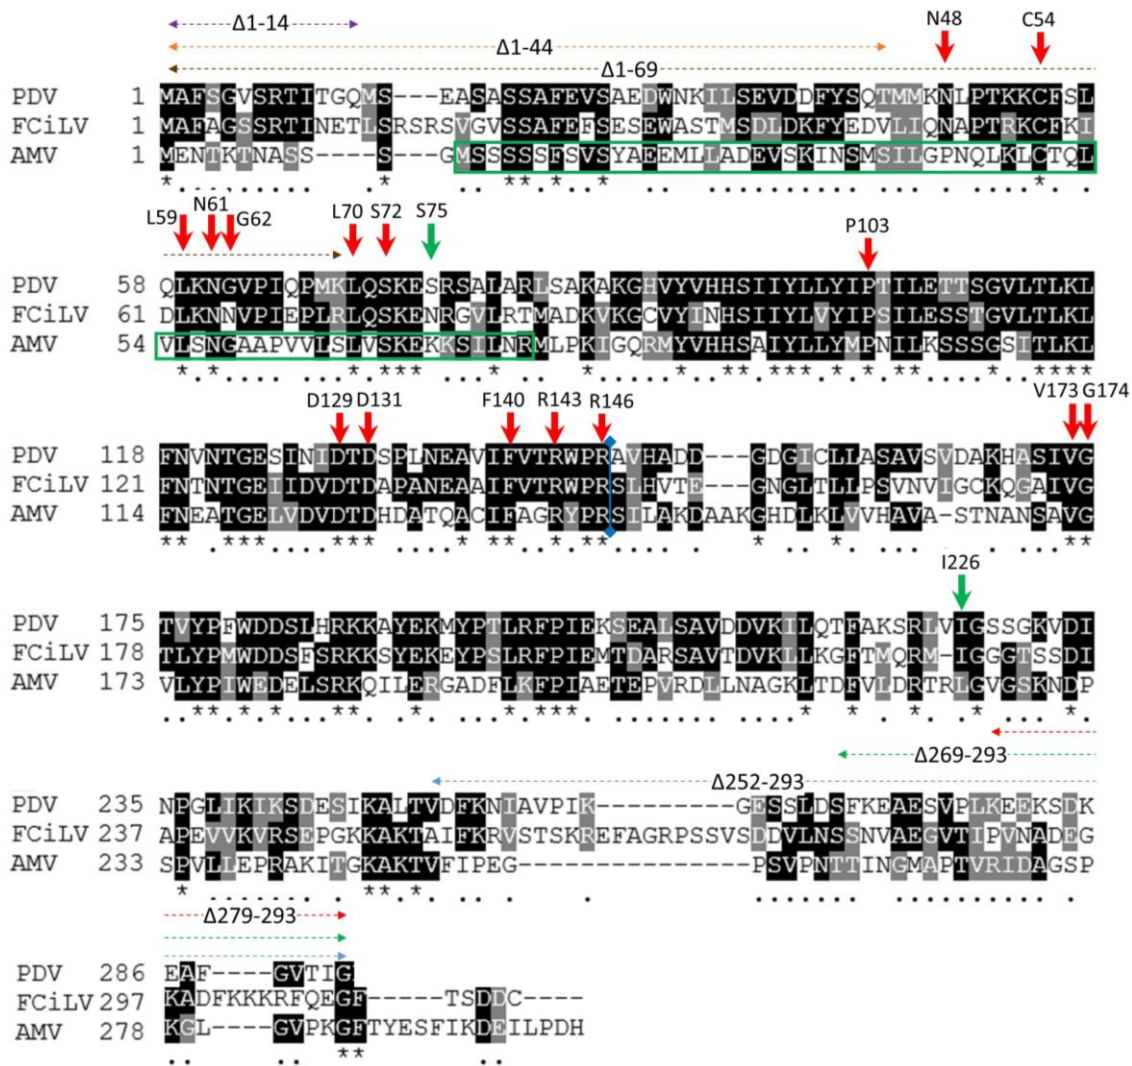 Δ1-14
N48 C54
Δ1-44
Δ1-69
PDV 1 MAFSGVSRTITGQMS---EASASSAFEVSAEDWNKILSEVDDFYSQTMMKNLPTKKCFSL
FCiLV 1 MAFAGSSRTINETLSRSRSVGVSSAFEFSESEWASTMSDLDKFYEDVLIQNAPTRKCFKI
AMV 1 MENTKTNASS-----S---GMSSSSSFSVSYAEEMLLADEVSKINSMSILGPNQLKLCTQL
L59 N61 G62 L70 S72 S75 P103
PDV 58 QLKNGVPIQPMKLQSKESRSALARLSAKAKGHVYVHHSIIYLLYIPTILETTSGVLTLKL
FCiLV 61 DLKNNVPIEPLRLQSKENRGVLRTMADKVKGCVYINHSIIYLVYIPSILESSTGVLTLKL
AMV 54 VLSNGAAPVVLSLVSKEKKSILNRMLPKIGQRMYVHHSAIYLLYMPNILKSSSGSITLKL
D129 D131 F140 R143 R146 V173 G174
PDV 118 FNVNTGESINIDTDSPLNEAVIFVTRWPRAVHADD---GDGICLLASAVSVDAKHASIVG
FCiLV 121 FNTNTGEIIDVDTDAPANEAAIFVTRWPRSLHVTE---GNGLTLLPSVNVIGCKQGAIVG
AMV 114 FNEATGELVDVDTDHDATQACIFAGRYPRSILAKDAAKGHDLKLVVHAVA-STNANSAVG
I226
PDV 175 TVYPFWDDSLHRKKAYEKMYPTLRFPIEKSEALSAVDDVKILQTFAKSRLVIGSSGKVDI
FCiLV 178 TLYPMWDDSFSRKKSYEKEYPSLRFPIEMTDARSAVTDVKLLKGFTMQRM-IGGGTSSDI
AMV 173 VLYPIWEDELSRKQILERGADFLKFPIAETEPVRDLLNAGKLTDFVLDRTRLGVGSKNDP
Δ269-293
Δ252-293
PDV 235 NPGLIKIKSDESIKALTVDFKNIAVPIK---------GESSLDSFKEAESVPLKEEKSDK
FCiLV 237 APEVVKVRSEPGKKAKTAIFKRVSTSKREFAGRPSSVSDDVLNSSNVAEGVTIPVNADEG
AMV 233 SPVLLEPRAKITGKAKTVFIPEG---------------PSVPNTTINGMAPTVRIDAGSP
Δ279-293
PDV 286 EAF----GVTIG
FCiLV 297 KADFKKKRFQEGF-----TSDDC----
AMV 278 KGL----GVPKGFTYESFIKDEILPDH